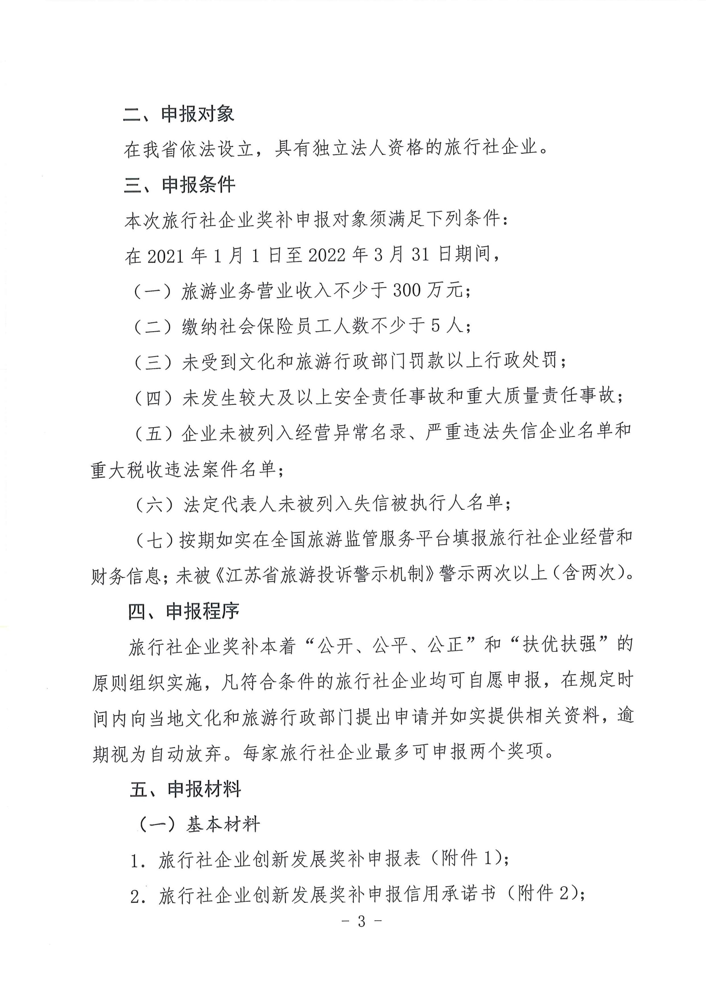 二、申报对象
在我省依法设立，具有独立法人资格的旅行社企业。
三、申报条件
本次旅行社企业奖补申报对象须满足下列条件：
在 2021 年 1 月 1 日至 2022 年 3 月 31 日期间，
（一）旅游业务营业收入不少于 300 万元；
（二）缴纳社会保险员工人数不少于 5 人；
（三）未受到文化和旅游行政部门罚款以上行政处罚；
（四）未发生较大及以上安全责任事故和重大质量责任事故；
（五）企业未被列入经营异常名录、严重违法失信企业名单和
重大税收违法案件名单；
（六）法定代表人未被列入失信被执行人名单；
（七）按期如实在全国旅游监管服务平台填报旅行社企业经营和
财务信息；未被《江苏省旅游投诉警示机制》警示两次以上（含两次）。
四、申报程序
旅行社企业奖补本着“公开、公平、公正”和“扶优扶强”的
原则组织实施，凡符合条件的旅行社企业均可自愿申报，在规定时
间内向当地文化和旅游行政部门提出申请并如实提供相关资料，逾
期视为自动放弃。每家旅行社企业最多可申报两个奖项。
五、申报材料
（一）基本材料
1. 旅行社企业创新发展奖补申报表（附件 1）；
2. 旅行社企业创新发展奖补申报信用承诺书（附件 2）；
- 3 -